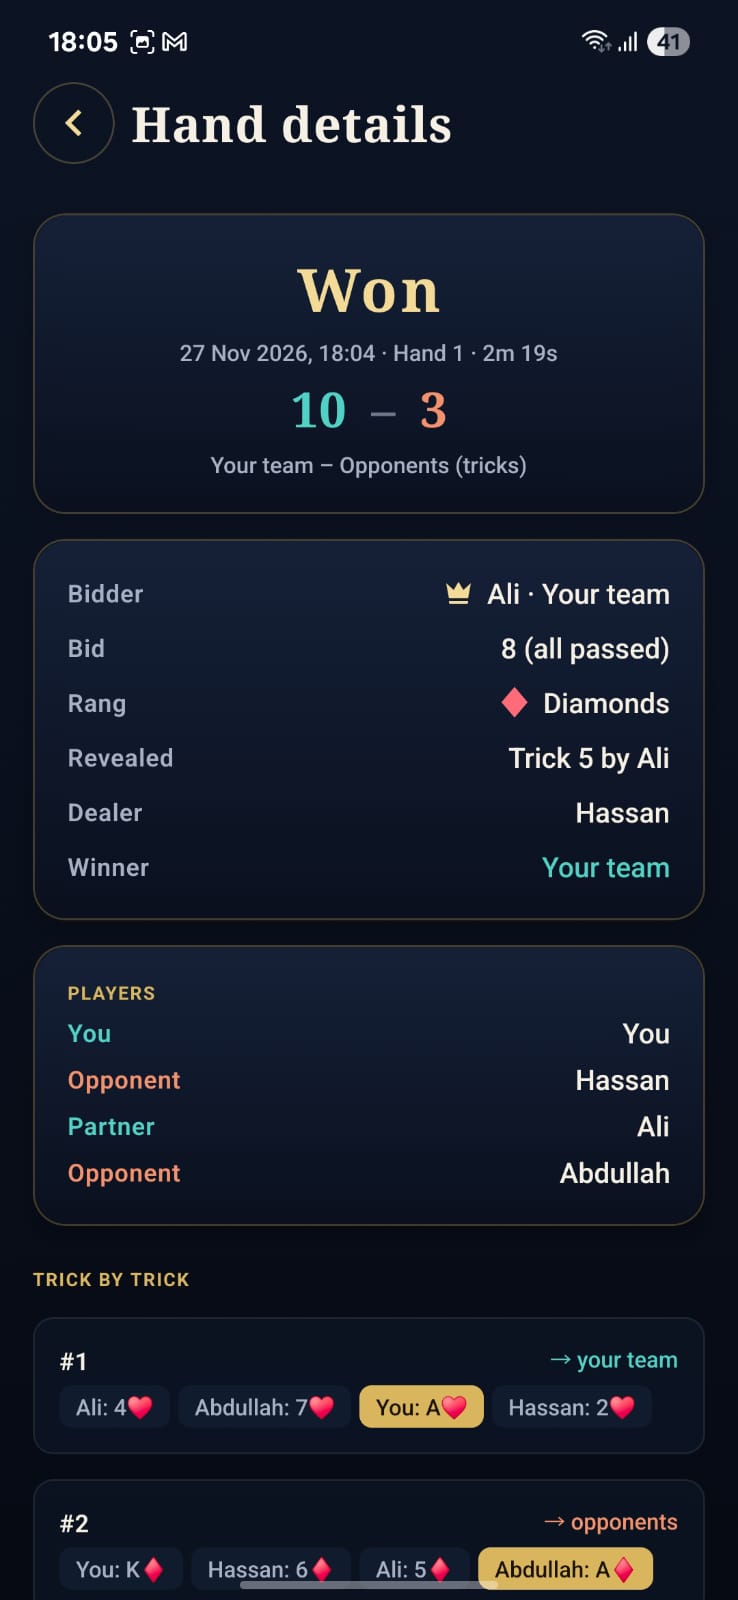 18:05 41
Hand details
Won
27 Nov 2026, 18:04 · Hand 1 · 2m 19s
10 – 3
Your team – Opponents (tricks)
Bidder Ali · Your team
Bid 8 (all passed)
Rang ♦ Diamonds
Revealed Trick 5 by Ali
Dealer Hassan
Winner Your team
PLAYERS
You You
Opponent Hassan
Partner Ali
Opponent Abdullah
TRICK BY TRICK
#1 → your team
Ali: 4♥ Abdullah: 7♥ You: A♥ Hassan: 2♥
#2 → opponents
You: K♦ Hassan: 6♦ Ali: 5♦ Abdullah: A♦